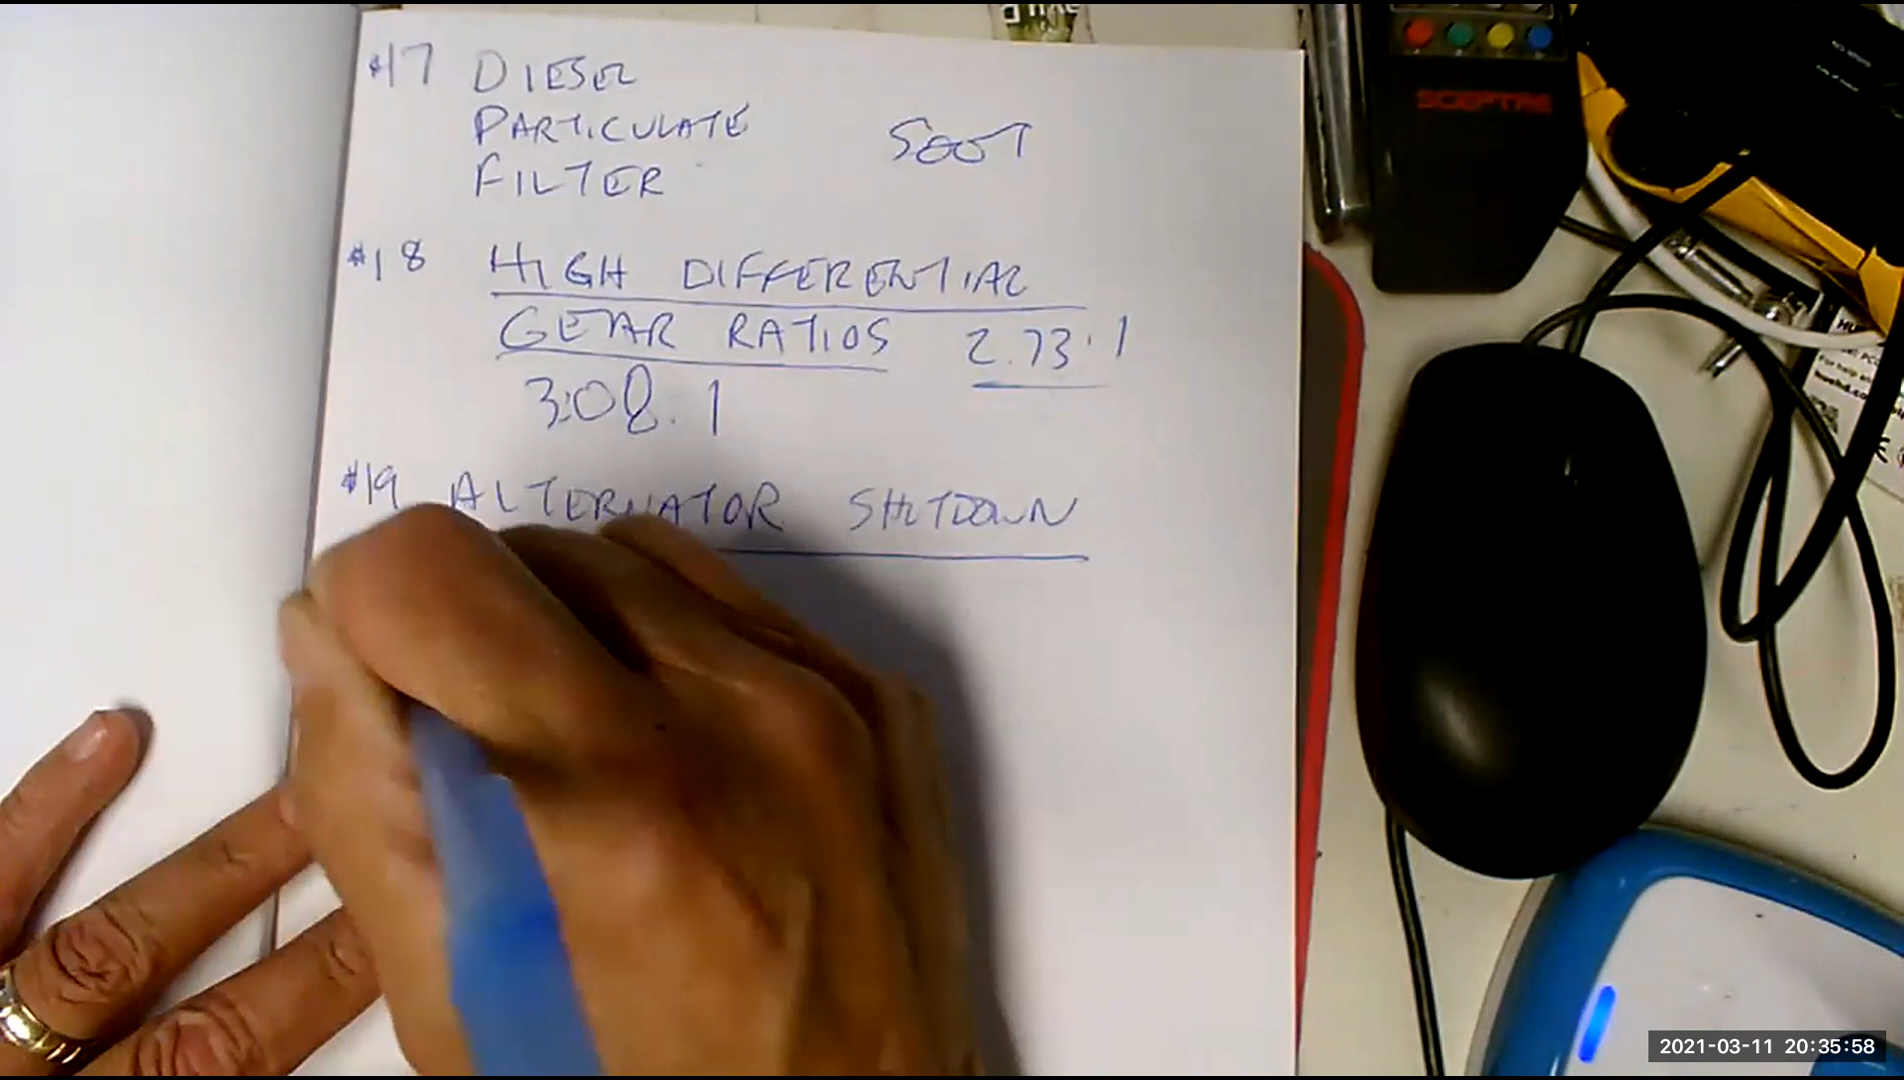 #17 DIESEL
PARTICULATE
FILTER
SOOT
#18 HIGH DIFFERENTIAL
GEAR RATIOS 2.73:1
3:08.1
#19 ALTERNATOR SHUTDOWN
SCEPTRE
2021-03-11 20:35:58